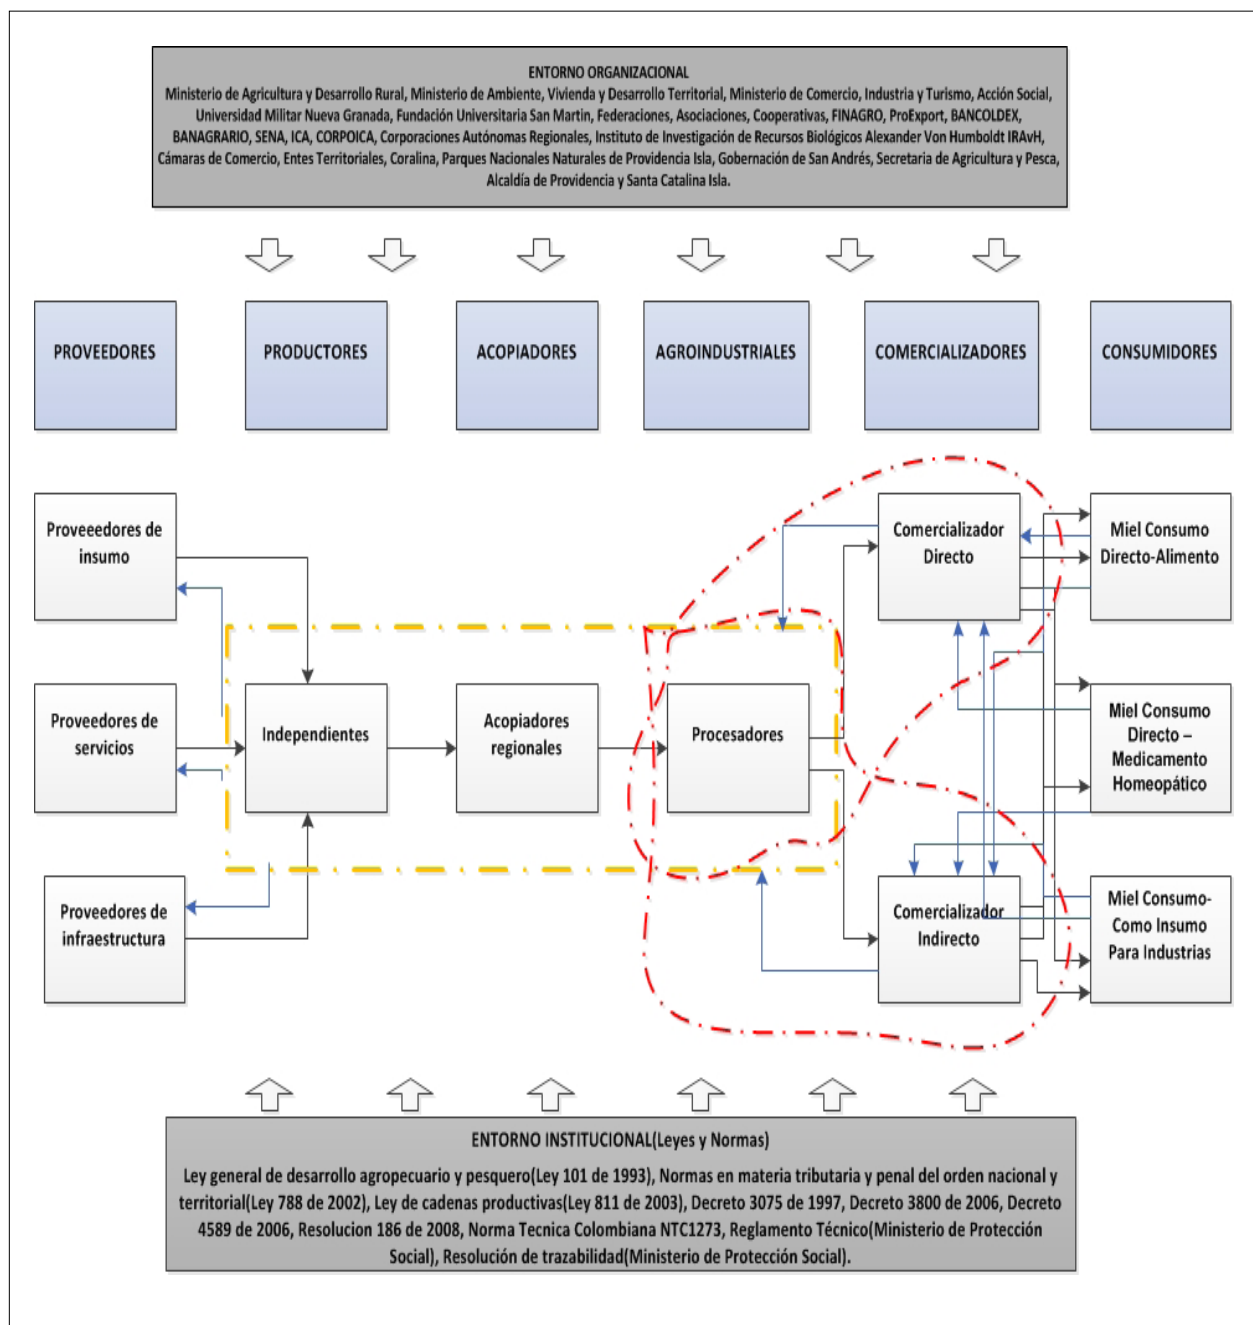 ENTORNO ORGANIZACIONAL
Ministerio de Agricultura y Desarrollo Rural, Ministerio de Ambiente, Vivienda y Desarrollo Territorial, Ministerio de Comercio, Industria y Turismo, Acción Social,
Universidad Militar Nueva Granada, Fundación Universitaria San Martin, Federaciones, Asociaciones, Cooperativas, FINAGRO, ProExport, BANCOLDEX,
BANAGRARIO, SENA, ICA, CORPOICA, Corporaciones Autónomas Regionales, Instituto de Investigación de Recursos Biológicos Alexander Von Humboldt IRAvH,
Cámaras de Comercio, Entes Territoriales, Coralina, Parques Nacionales Naturales de Providencia Isla, Gobernación de San Andrés, Secretaria de Agricultura y Pesca,
Alcaldía de Providencia y Santa Catalina Isla.
PROVEEDORES
PRODUCTORES
ACOPIADORES
AGROINDUSTRIALES
COMERCIALIZADORES
CONSUMIDORES
Proveeedores de
insumo
Comercializador
Directo
Miel Consumo
Directo-Alimento
Proveedores de
servicios
Independientes
Acopiadores
regionales
Procesadores
Miel Consumo
Directo –
Medicamento
Homeopático
Proveedores de
infraestructura
Comercializador
Indirecto
Miel Consumo-
Como Insumo
Para Industrias
ENTORNO INSTITUCIONAL(Leyes y Normas)
Ley general de desarrollo agropecuario y pesquero(Ley 101 de 1993), Normas en materia tributaria y penal del orden nacional y
territorial(Ley 788 de 2002), Ley de cadenas productivas(Ley 811 de 2003), Decreto 3075 de 1997, Decreto 3800 de 2006, Decreto
4589 de 2006, Resolucion 186 de 2008, Norma Tecnica Colombiana NTC1273, Reglamento Técnico(Ministerio de Protección
Social), Resolución de trazabilidad(Ministerio de Protección Social).